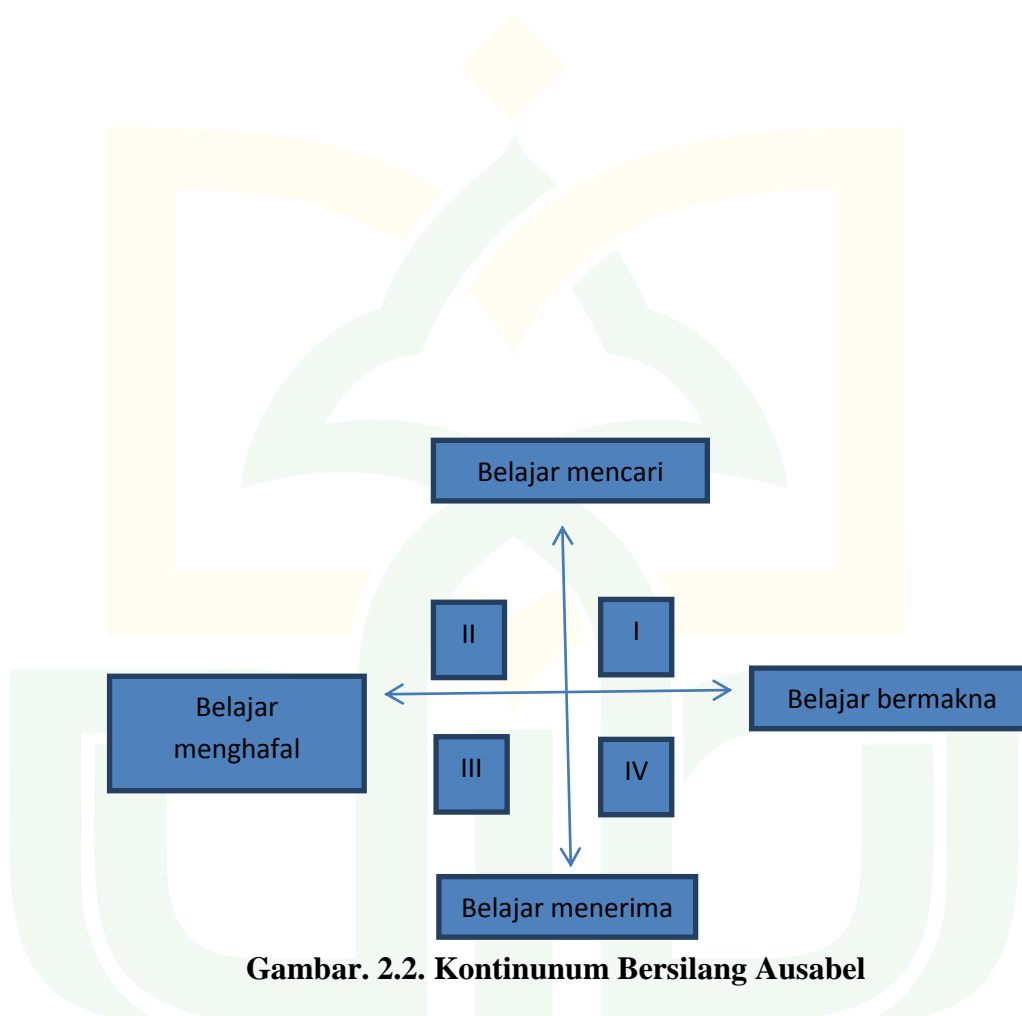 Belajar mencari
II
I
Belajar
menghafal
Belajar bermakna
III
IV
Belajar menerima
Gambar. 2.2. Kontinunum Bersilang Ausabel